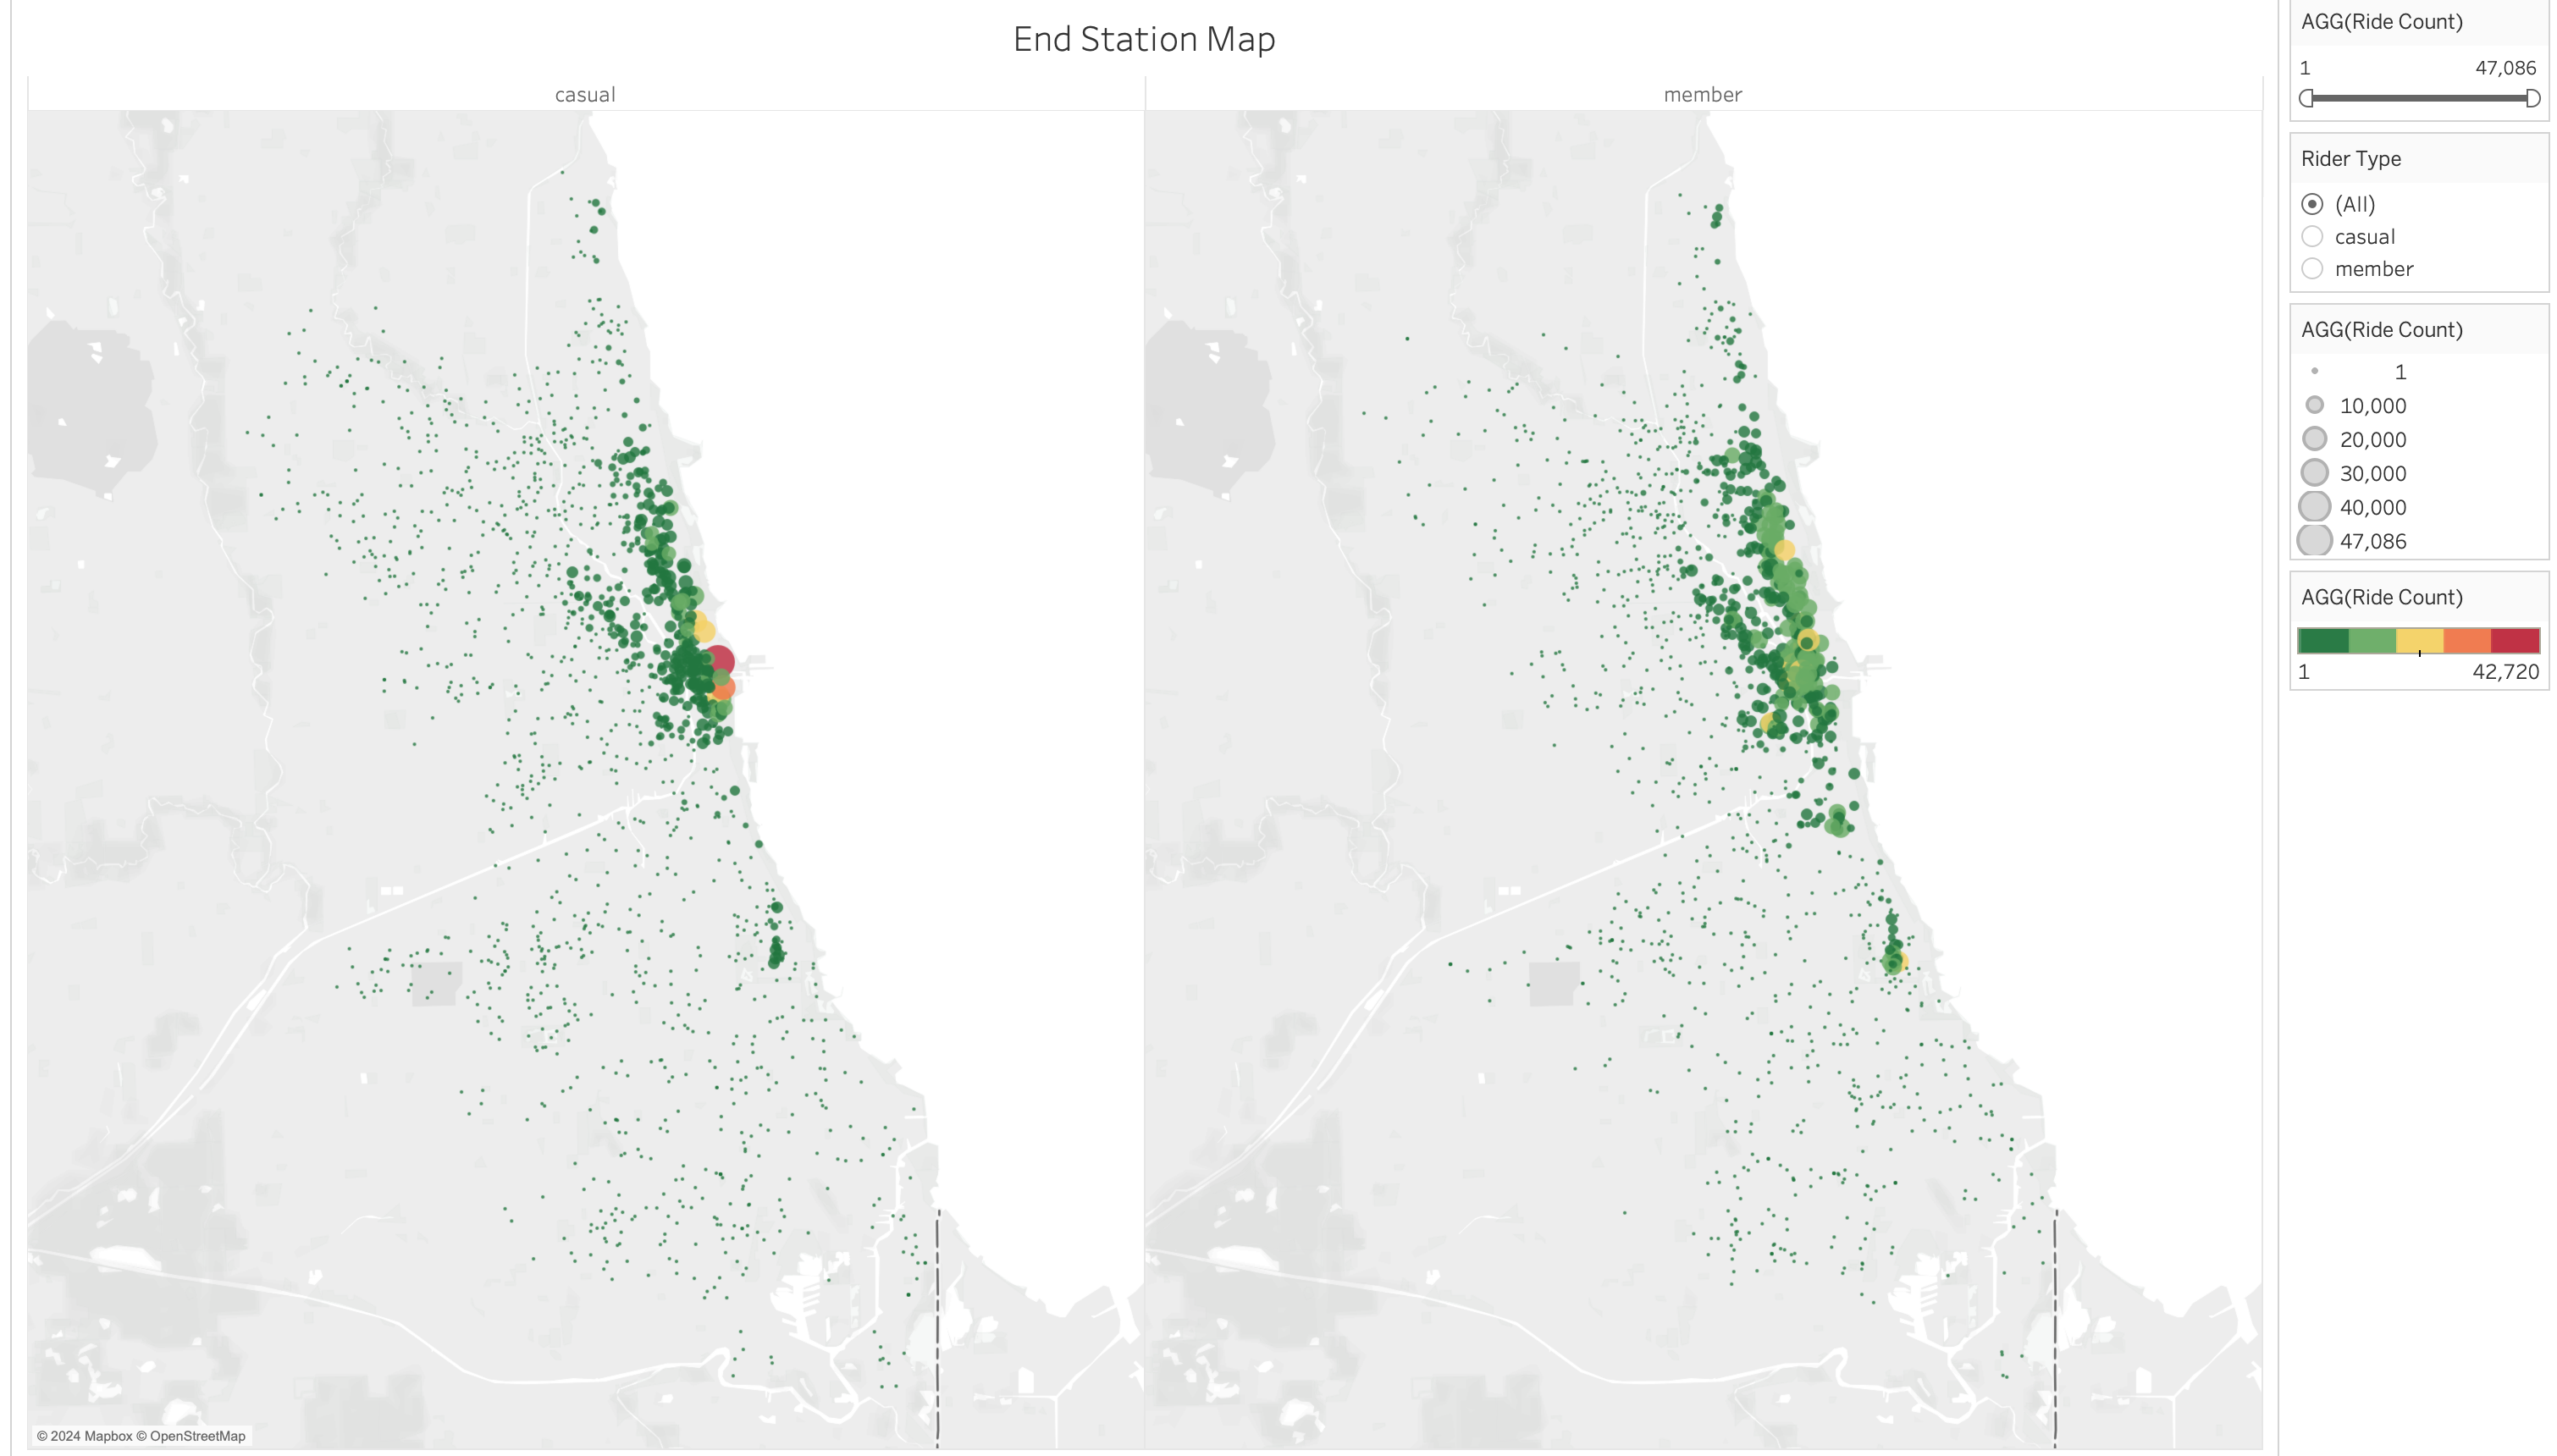 End Station Map
casual
member
© 2024 Mapbox © OpenStreetMap
AGG(Ride Count)
1 47,086
Rider Type
(All)
casual
member
AGG(Ride Count)
1
10,000
20,000
30,000
40,000
47,086
AGG(Ride Count)
1 42,720